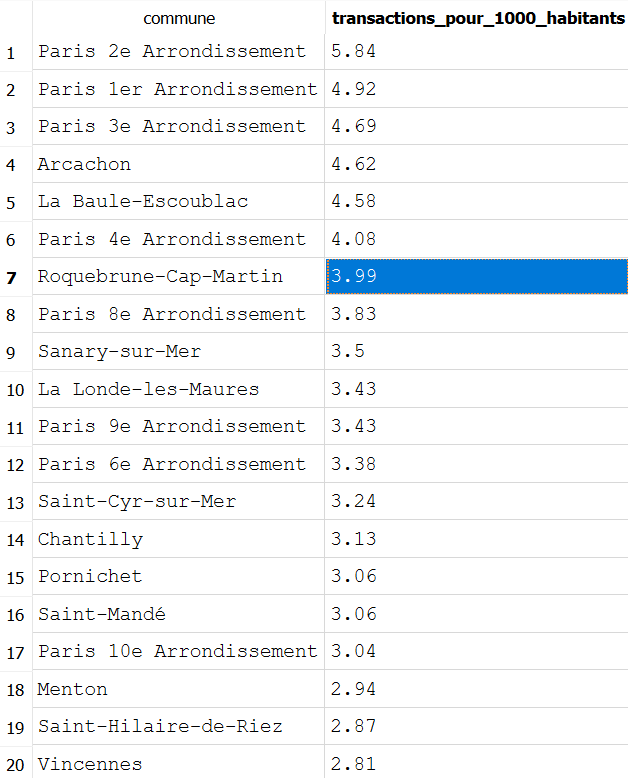 commune transactions_pour_1000_habitants
1 Paris 2e Arrondissement 5.84
2 Paris 1er Arrondissement 4.92
3 Paris 3e Arrondissement 4.69
4 Arcachon 4.62
5 La Baule-Escoublac 4.58
6 Paris 4e Arrondissement 4.08
7 Roquebrune-Cap-Martin 3.99
8 Paris 8e Arrondissement 3.83
9 Sanary-sur-Mer 3.5
10 La Londe-les-Maures 3.43
11 Paris 9e Arrondissement 3.43
12 Paris 6e Arrondissement 3.38
13 Saint-Cyr-sur-Mer 3.24
14 Chantilly 3.13
15 Pornichet 3.06
16 Saint-Mandé 3.06
17 Paris 10e Arrondissement 3.04
18 Menton 2.94
19 Saint-Hilaire-de-Riez 2.87
20 Vincennes 2.81